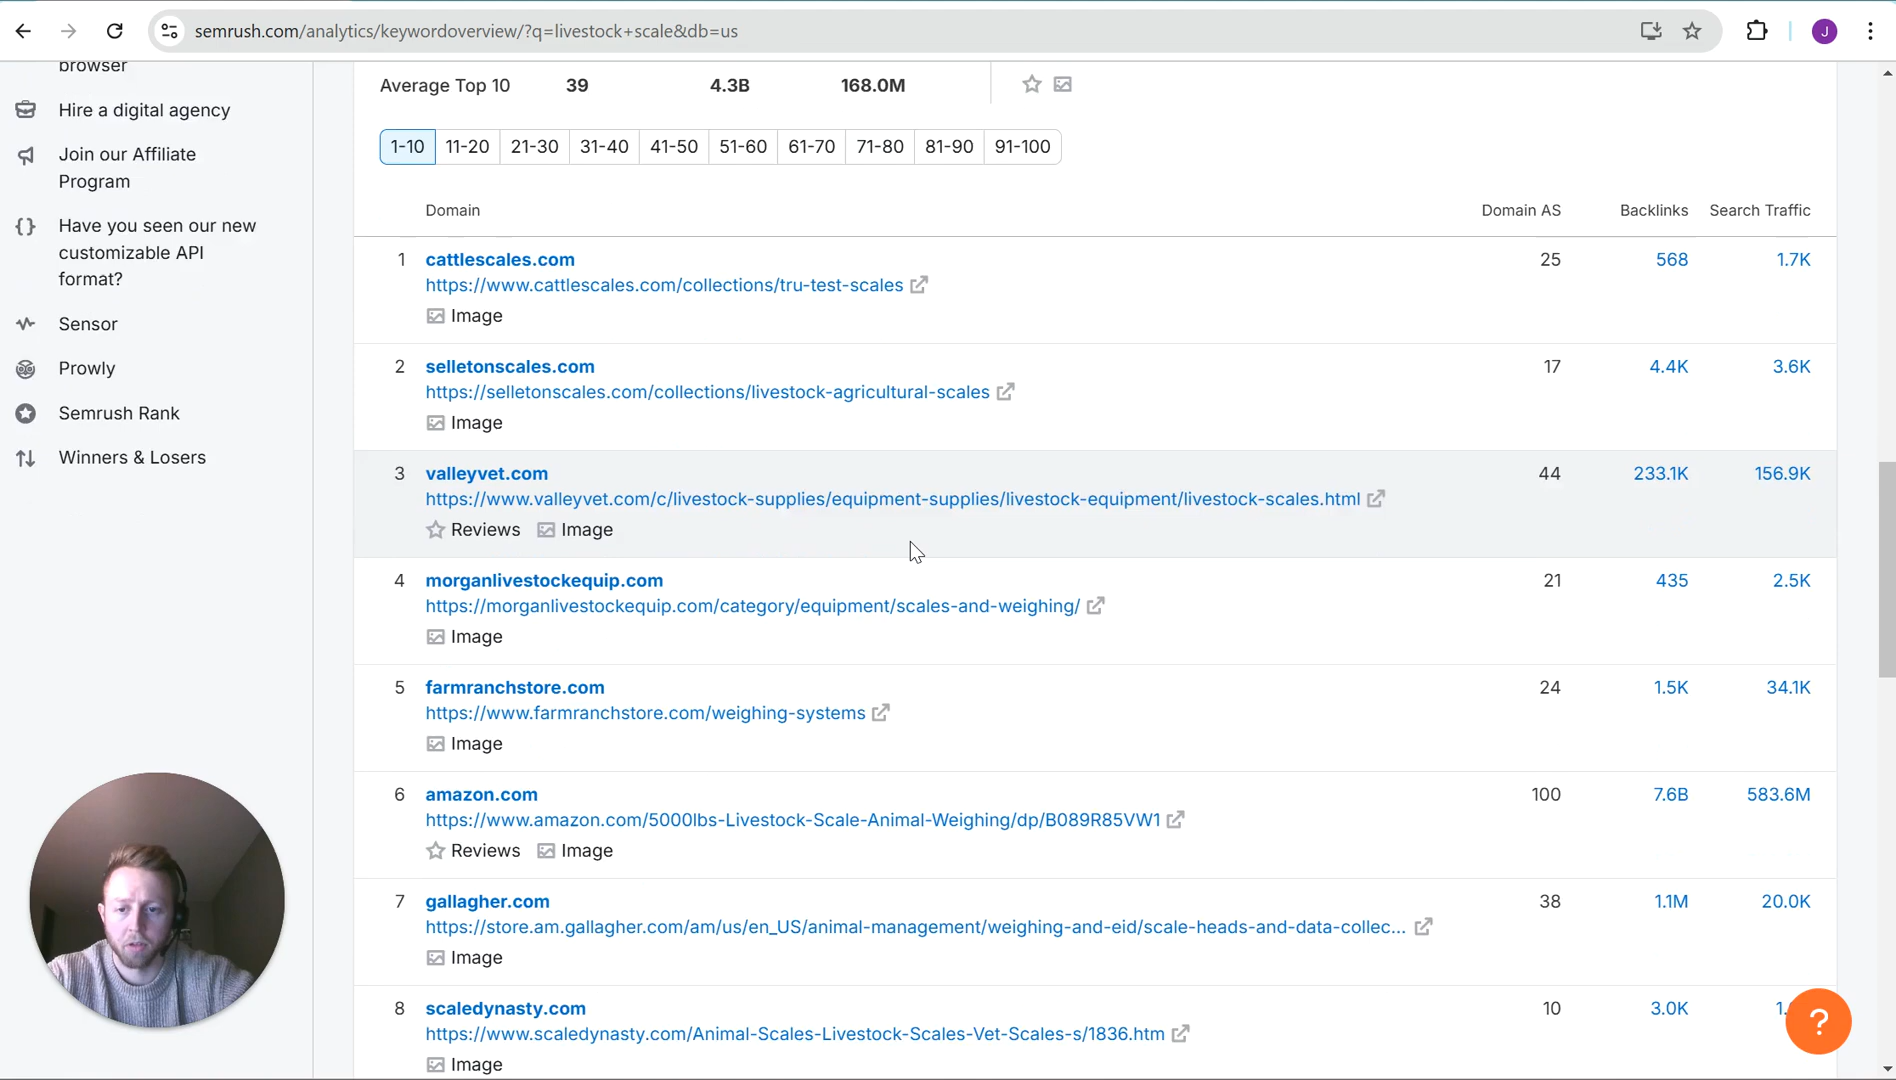 semrush.com/analytics/keywordoverview/?q=livestock+scale&db=us
J
browser
Hire a digital agency
Join our Affiliate
Program
Have you seen our new
customizable API
format?
Sensor
Prowly
Semrush Rank
Winners & Losers
Average Top 10 39 4.3B 168.0M
1-10 11-20 21-30 31-40 41-50 51-60 61-70 71-80 81-90 91-100
Domain Domain AS Backlinks Search Traffic
1 cattlescales.com 25 568 1.7K
https://www.cattlescales.com/collections/tru-test-scales
Image
2 selletonscales.com 17 4.4K 3.6K
https://selletonscales.com/collections/livestock-agricultural-scales
Image
3 valleyvet.com 44 233.1K 156.9K
https://www.valleyvet.com/c/livestock-supplies/equipment-supplies/livestock-equipment/livestock-scales.html
Reviews Image
4 morganlivestockequip.com 21 435 2.5K
https://morganlivestockequip.com/category/equipment/scales-and-weighing/
Image
5 farmranchstore.com 24 1.5K 34.1K
https://www.farmranchstore.com/weighing-systems
Image
6 amazon.com 100 7.6B 583.6M
https://www.amazon.com/5000lbs-Livestock-Scale-Animal-Weighing/dp/B089R85VW1
Reviews Image
7 gallagher.com 38 1.1M 20.0K
https://store.am.gallagher.com/am/us/en_US/animal-management/weighing-and-eid/scale-heads-and-data-collec...
Image
8 scaledynasty.com 10 3.0K
https://www.scaledynasty.com/Animal-Scales-Livestock-Scales-Vet-Scales-s/1836.htm
Image
?